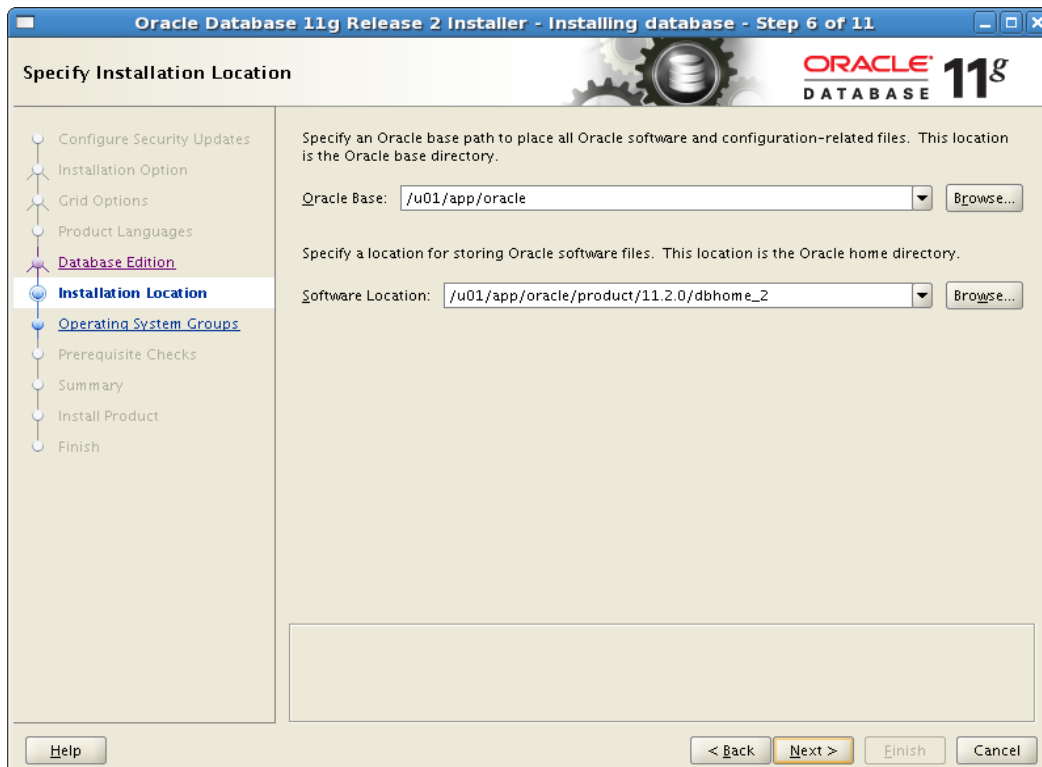 Oracle Database 11g Release 2 Installer - Installing database - Step 6 of 11
Specify Installation Location
ORACLE
DATABASE
11g
Configure Security Updates
Installation Option
Grid Options
Product Languages
Database Edition
Installation Location
Operating System Groups
Prerequisite Checks
Summary
Install Product
Finish
Specify an Oracle base path to place all Oracle software and configuration-related files. This location
is the Oracle base directory.
Oracle Base: /u01/app/oracle Browse...
Specify a location for storing Oracle software files. This location is the Oracle home directory.
Software Location: /u01/app/oracle/product/11.2.0/dbhome_2 Browse...
Help < Back Next > Finish Cancel